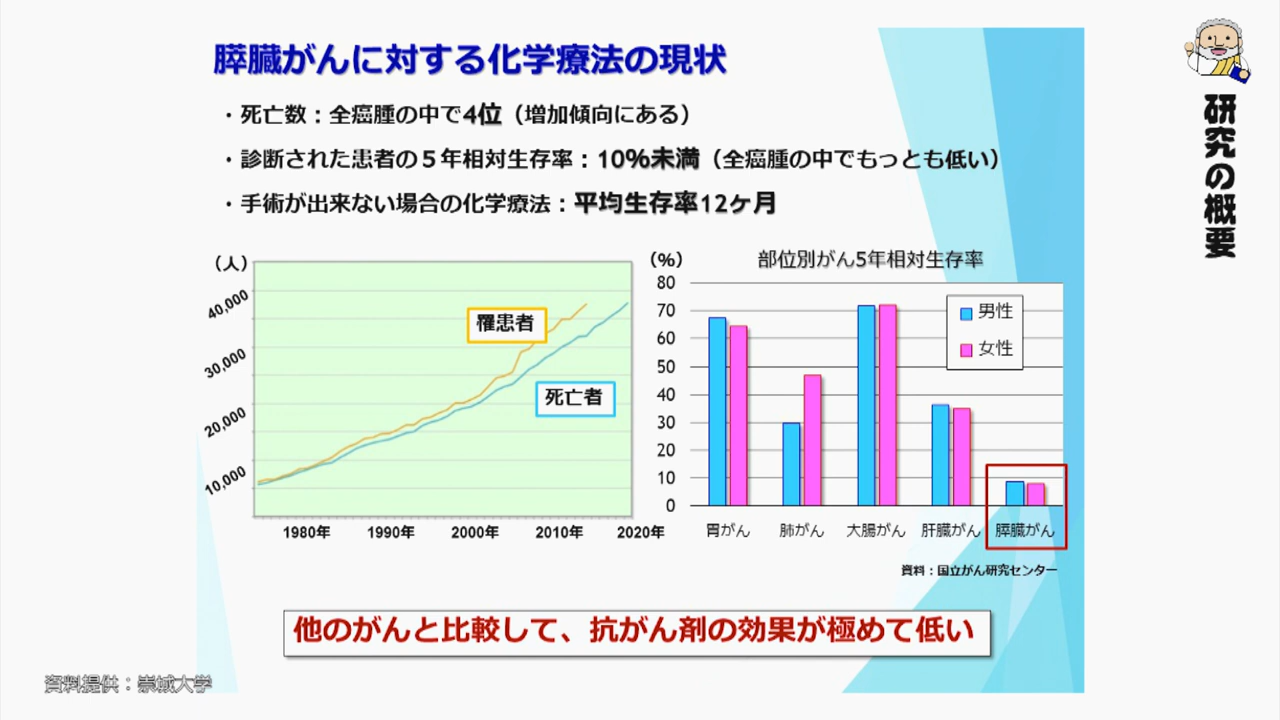 膵臓がんに対する化学療法の現状
・死亡数：全癌腫の中で4位（増加傾向にある）
・診断された患者の５年相対生存率：10%未満（全癌腫の中でもっとも低い）
・手術が出来ない場合の化学療法：平均生存率12ヶ月
（人）
40,000
30,000
20,000
10,000
罹患者
死亡者
1980年 1990年 2000年 2010年 2020年
（%）
部位別がん5年相対生存率
80
70
60
50
40
30
20
10
0
男性
女性
胃がん 肺がん 大腸がん 肝臓がん 膵臓がん
資料：国立がん研究センター
他のがんと比較して、抗がん剤の効果が極めて低い
資料提供：崇城大学
研究の概要